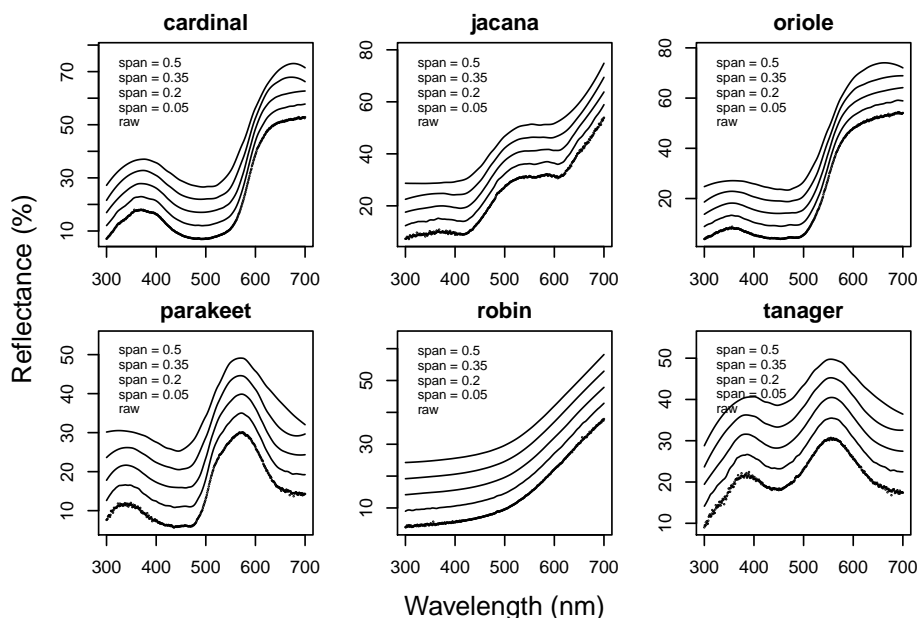 cardinal
jacana
oriole
span = 0.5
span = 0.35
span = 0.2
span = 0.05
raw
70
50
30
10
300 400 500 600 700
span = 0.5
span = 0.35
span = 0.2
span = 0.05
raw
80
60
40
20
300 400 500 600 700
span = 0.5
span = 0.35
span = 0.2
span = 0.05
raw
80
60
40
20
300 400 500 600 700
Reflectance (%)
parakeet
robin
tanager
span = 0.5
span = 0.35
span = 0.2
span = 0.05
raw
50
40
30
20
10
300 400 500 600 700
span = 0.5
span = 0.35
span = 0.2
span = 0.05
raw
50
30
10
300 400 500 600 700
span = 0.5
span = 0.35
span = 0.2
span = 0.05
raw
50
40
30
20
10
300 400 500 600 700
Wavelength (nm)